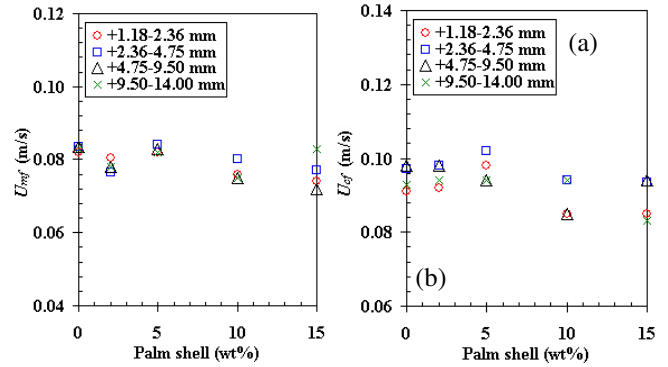 0.12
0.10
0.08
0.06
0.04
U_mf (m/s)
+1.18-2.36 mm
+2.36-4.75 mm
+4.75-9.50 mm
+9.50-14.00 mm
0 5 10 15
Palm shell (wt%)
0.14
0.12
0.10
0.08
0.06
U_cf (m/s)
+1.18-2.36 mm
+2.36-4.75 mm
+4.75-9.50 mm
+9.50-14.00 mm
(a)
(b)
0 5 10 15
Palm shell (wt%)